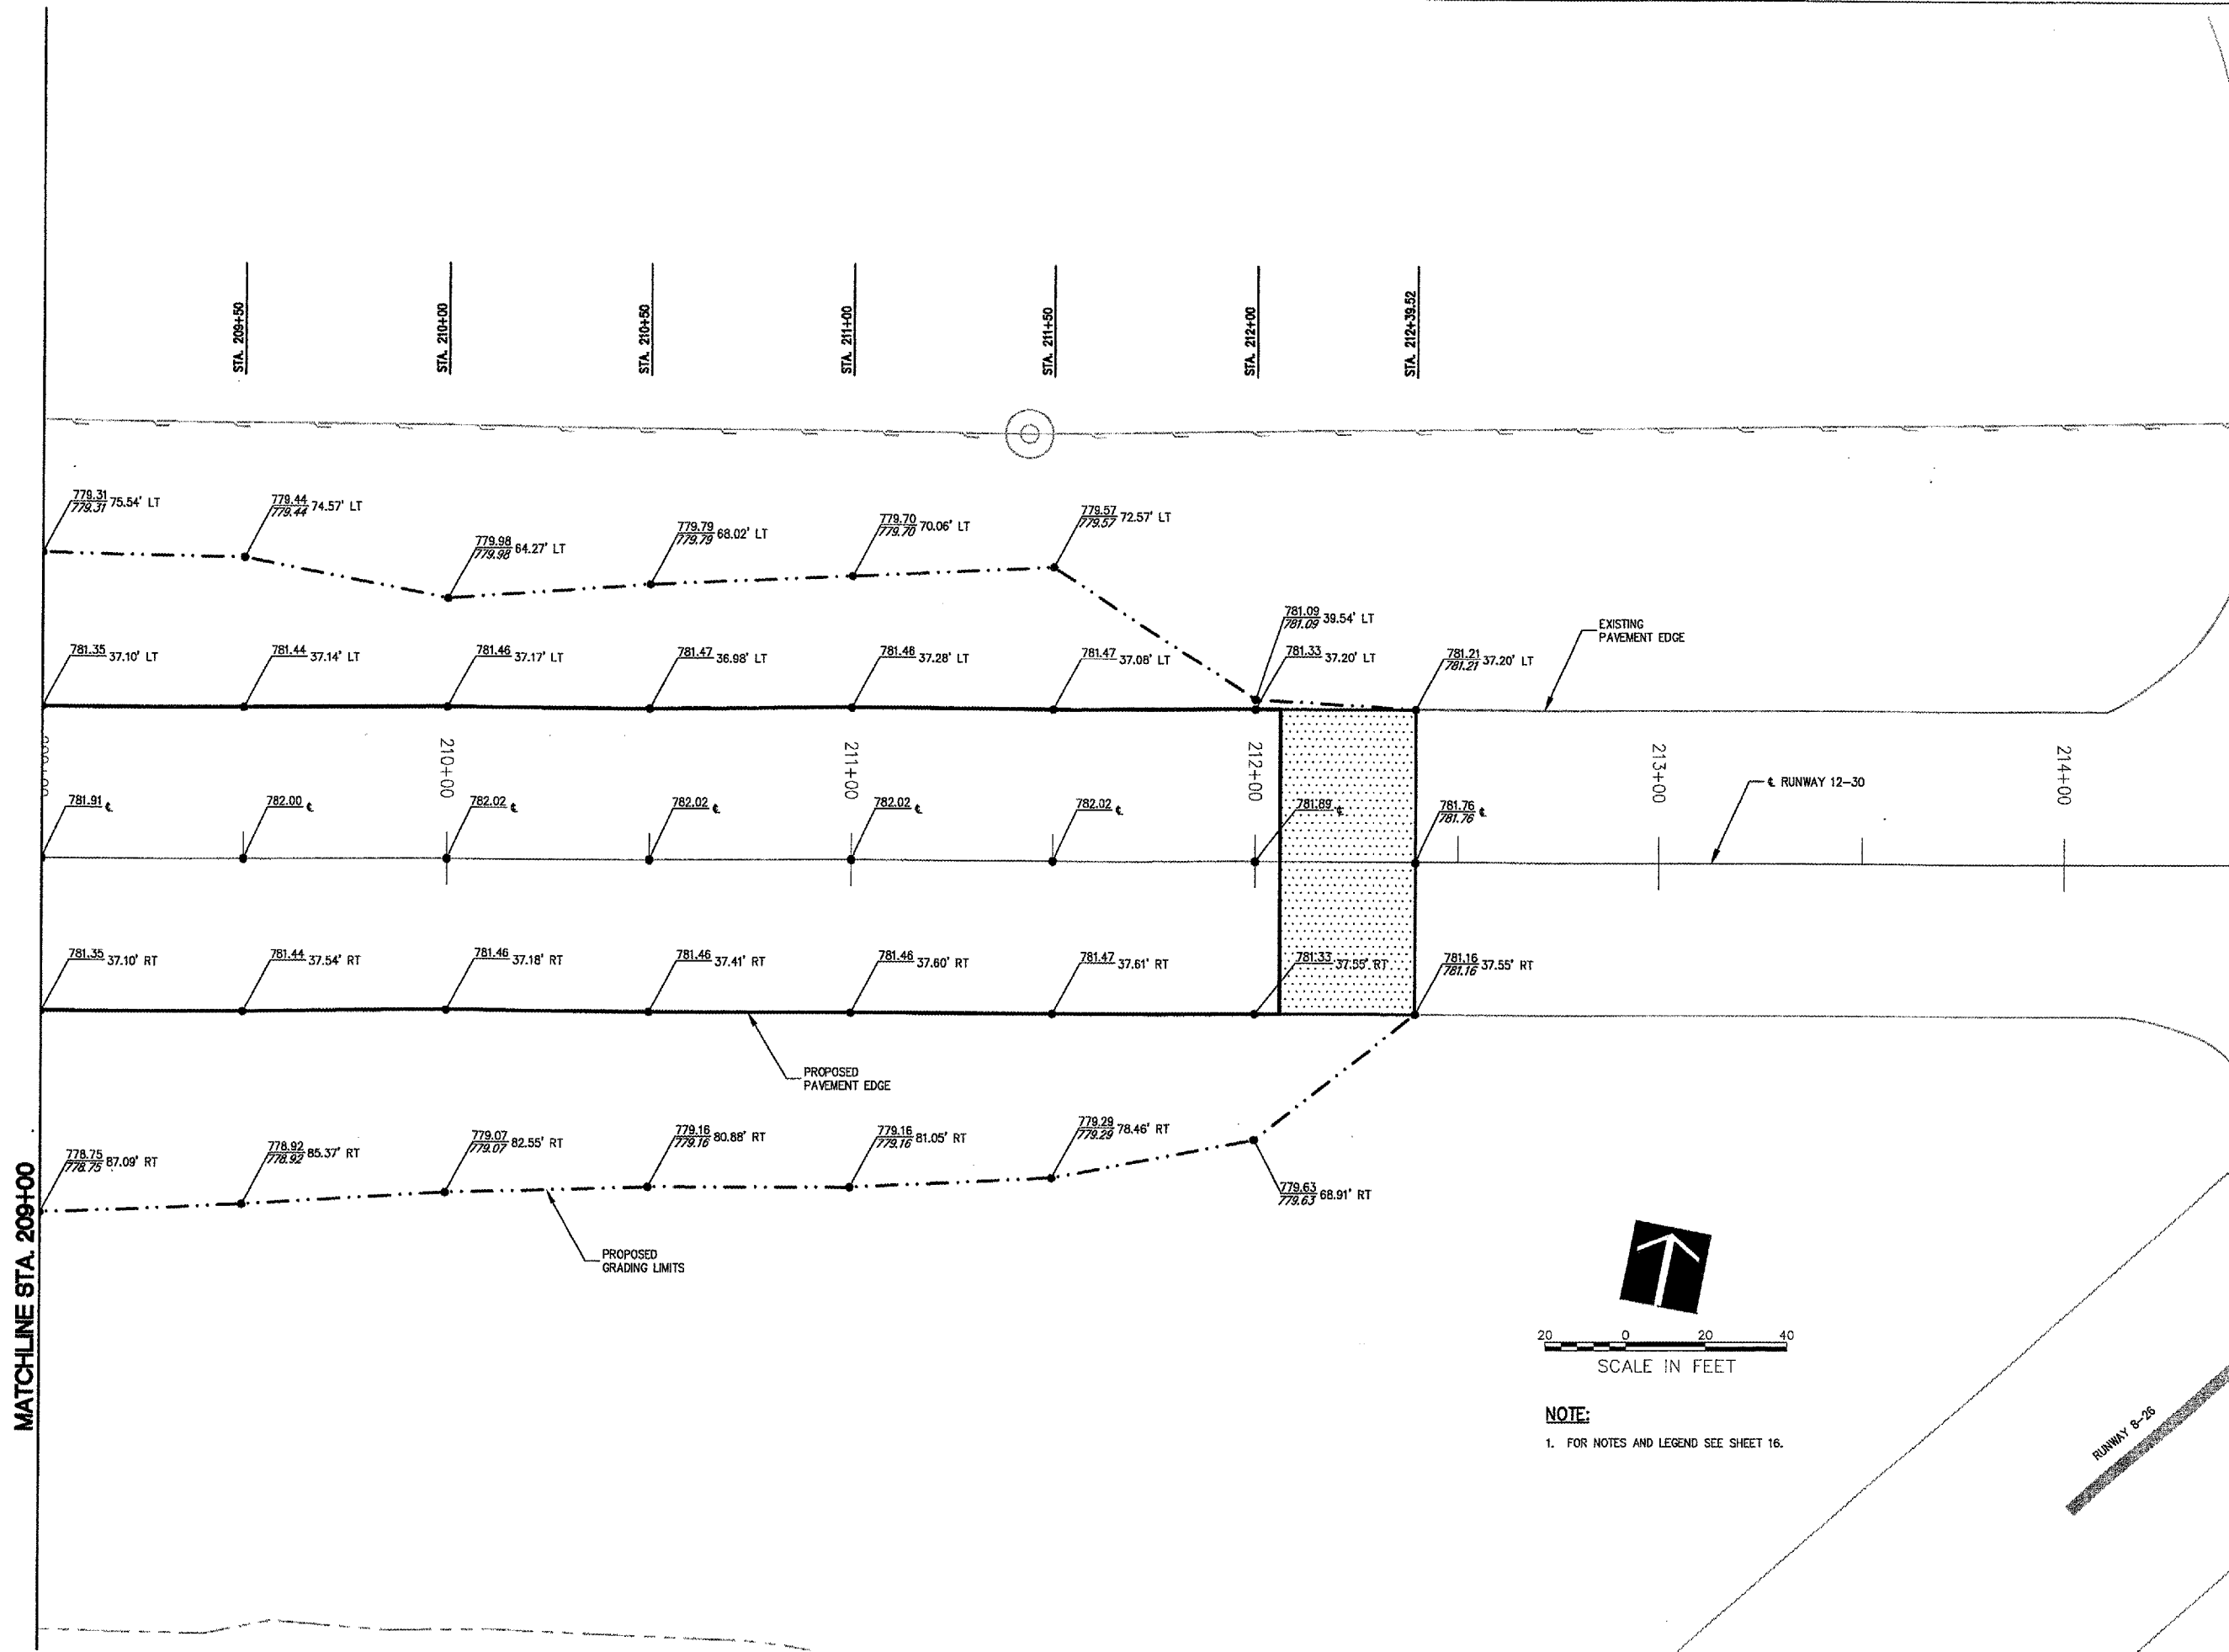 STA. 209+50
STA. 210+00
STA. 210+50
STA. 211+00
STA. 211+50
STA. 212+00
STA. 212+39.52
779.31
779.31 75.54' LT
779.44
779.44 74.57' LT
779.98
779.98 64.27' LT
779.79
779.79 68.02' LT
779.70
779.70 70.06' LT
779.57
779.57 72.57' LT
781.09
781.09 39.54' LT
781.35 37.10' LT
781.44 37.14' LT
781.46 37.17' LT
781.47 36.98' LT
781.46 37.28' LT
781.47 37.08' LT
781.33 37.20' LT
781.21
781.21 37.20' LT
EXISTING
PAVEMENT EDGE
210+00
211+00
212+00
213+00
214+00
781.91 ℄
782.00 ℄
782.02 ℄
782.02 ℄
782.02 ℄
782.02 ℄
781.89 ℄
781.76
781.76 ℄
℄ RUNWAY 12-30
781.35 37.10' RT
781.44 37.54' RT
781.46 37.18' RT
781.46 37.41' RT
781.46 37.60' RT
781.47 37.61' RT
781.33 37.55' RT
781.16
781.16 37.55' RT
PROPOSED
PAVEMENT EDGE
778.75
778.75 87.09' RT
778.92
778.92 85.37' RT
779.07
779.07 82.55' RT
779.16
779.16 80.88' RT
779.16
779.16 81.05' RT
779.29
779.29 78.46' RT
779.63
779.63 68.91' RT
PROPOSED
GRADING LIMITS
MATCHLINE STA. 209+00
20 0 20 40
SCALE IN FEET
NOTE:
1. FOR NOTES AND LEGEND SEE SHEET 16.
RUNWAY 8-26